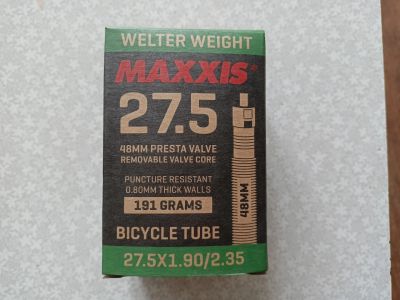 WELTER WEIGHT
MAXXIS®
27.5
48MM PRESTA VALVE
REMOVABLE VALVE CORE
PUNCTURE RESISTANT
0.80MM THICK WALLS
191 GRAMS
48MM
BICYCLE TUBE
27.5X1.90/2.35